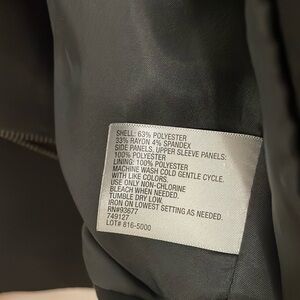 SHELL: 63% POLYESTER
33% RAYON 4% SPANDEX
SIDE PANELS, UPPER SLEEVE PANELS:
100% POLYESTER
LINING: 100% POLYESTER
MACHINE WASH COLD GENTLE CYCLE.
WITH LIKE COLORS.
USE ONLY NON-CHLORINE
BLEACH WHEN NEEDED.
TUMBLE DRY LOW.
IRON ON LOWEST SETTING AS NEEDED.
RN#93677
749127
LOT# 816-5000